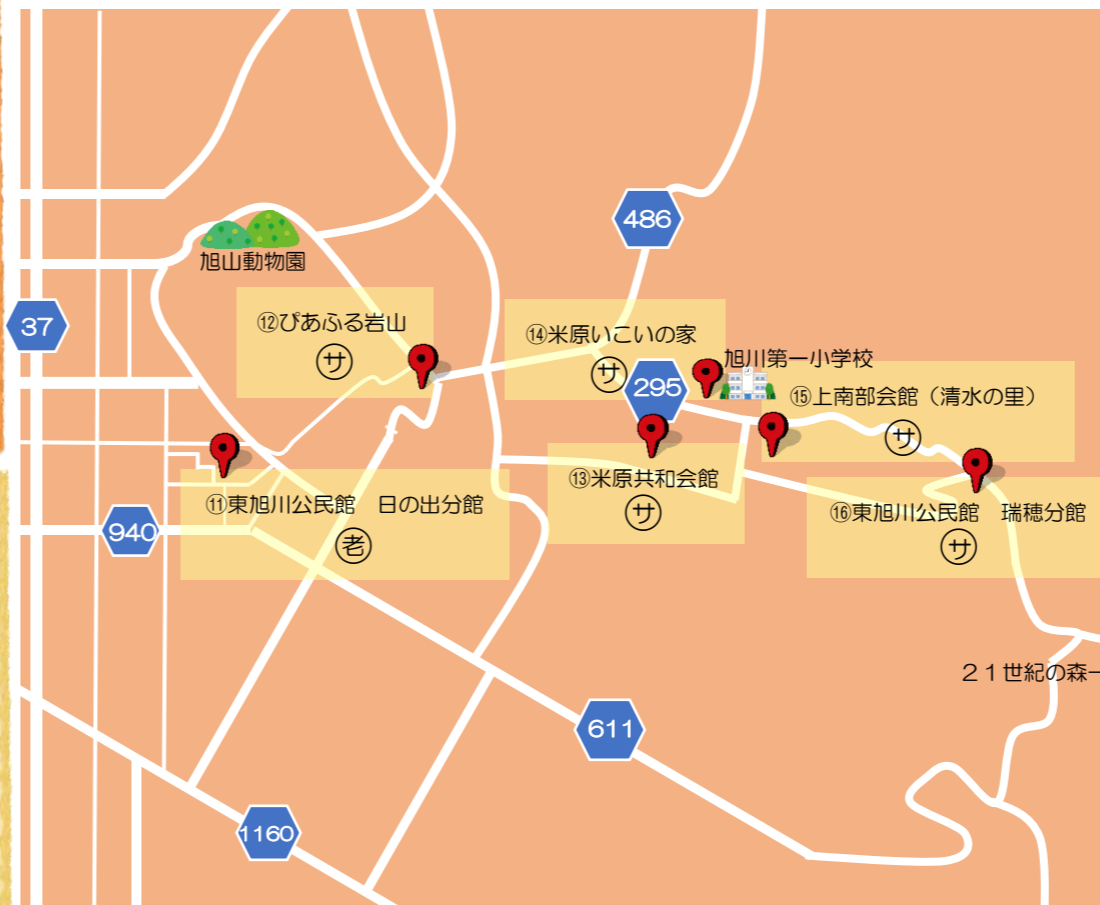 486
旭山動物園
37
⑫ぴあふる岩山
サ
⑭米原いこいの家
サ
旭川第一小学校
295
⑮上南部会館（清水の里）
サ
⑬米原共和会館
サ
⑪東旭川公民館　日の出分館
老
⑯東旭川公民館　瑞穂分館
サ
940
２１世紀の森
611
1160